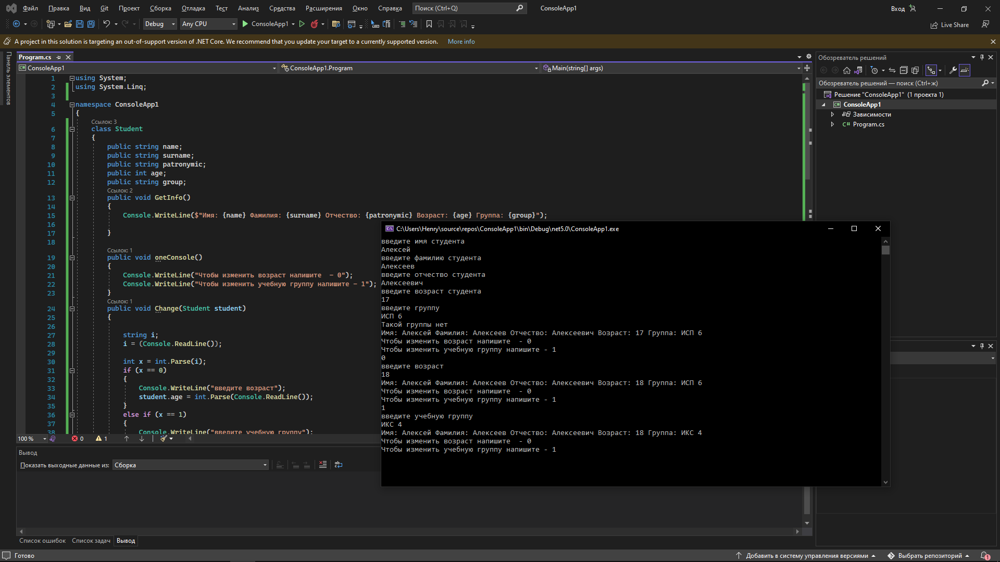 Файл Правка Вид Git Проект Сборка Отладка Тест Анализ Средства Расширения Окно Справка Поиск (Ctrl+Q) ConsoleApp1 Вход
Debug Any CPU ConsoleApp1 Live Share
A project in this solution is targeting an out-of-support version of .NET Core. We recommend that you update your target to a currently supported version. More info
Панель элементов
Program.cs
ConsoleApp1 ConsoleApp1.Program Main(string[] args)
1 using System;
2 using System.Linq;
3
4 namespace ConsoleApp1
5 {
Ссылок: 3
6 class Student
7 {
8 public string name;
9 public string surname;
10 public string patronymic;
11 public int age;
12 public string group;
Ссылок: 2
13 public void GetInfo()
14 {
15 Console.WriteLine($"Имя: {name} Фамилия: {surname} Отчество: {patronymic} Возраст: {age} Группа: {group}");
16
17 }
18
Ссылок: 1
19 public void oneConsole()
20 {
21 Console.WriteLine("Чтобы изменить возраст напишите  - 0");
22 Console.WriteLine("Чтобы изменить учебную группу напишите - 1");
23 }
Ссылок: 1
24 public void Change(Student student)
25 {
26
27 string i;
28 i = (Console.ReadLine());
29
30 int x = int.Parse(i);
31 if (x == 0)
32 {
33 Console.WriteLine("введите возраст");
34 student.age = int.Parse(Console.ReadLine());
35 }
36 else if (x == 1)
37 {
38 Console.WriteLine("введите учебную группу");
100 % 0 1
Вывод
Показать выходные данные из: Сборка
Список ошибок Список задач Вывод
C:\Users\Henry\source\repos\ConsoleApp1\bin\Debug\net5.0\ConsoleApp1.exe
введите имя студента
Алексей
введите фамилию студента
Алексеев
введите отчество студента
Алексеевич
введите возраст студента
17
введите группу
ИСП 6
Такой группы нет
Имя: Алексей Фамилия: Алексеев Отчество: Алексеевич Возраст: 17 Группа: ИСП 6
Чтобы изменить возраст напишите  - 0
Чтобы изменить учебную группу напишите - 1
0
введите возраст
18
Имя: Алексей Фамилия: Алексеев Отчество: Алексеевич Возраст: 18 Группа: ИСП 6
Чтобы изменить возраст напишите  - 0
Чтобы изменить учебную группу напишите - 1
1
введите учебную группу
ИКС 4
Имя: Алексей Фамилия: Алексеев Отчество: Алексеевич Возраст: 18 Группа: ИКС 4
Чтобы изменить возраст напишите  - 0
Чтобы изменить учебную группу напишите - 1
Обозреватель решений
Обозреватель решений — поиск (Ctrl+ж)
Решение "ConsoleApp1" (1 проекта 1)
C# ConsoleApp1
Зависимости
C# Program.cs
Готово Добавить в систему управления версиями Выбрать репозиторий 1